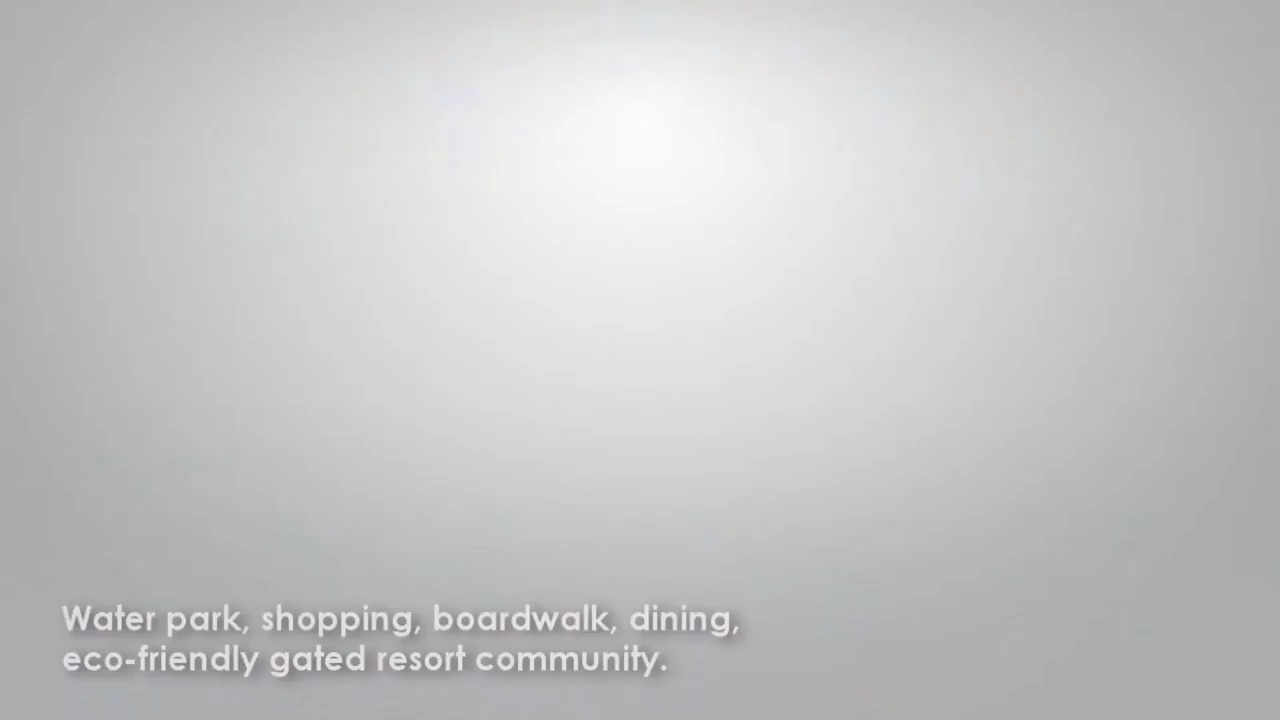 Water park, shopping, boardwalk, dining,
eco-friendly gated resort community.